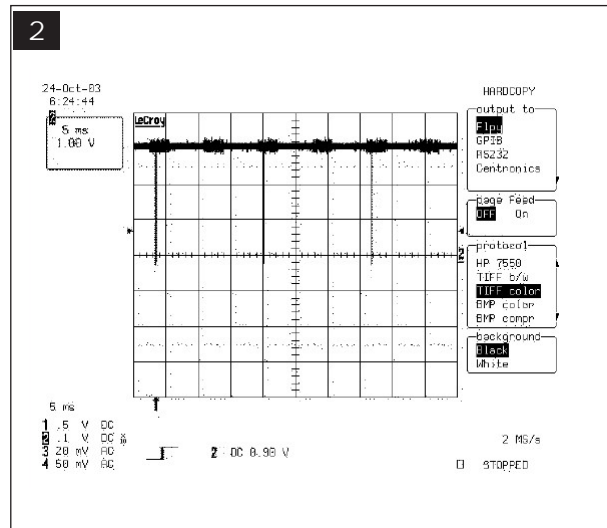 2
24-Oct-03
6:24:44
2
5 ms
1.00 V
LeCroy
2
HARDCOPY
output to
Flpy
GPIB
RS232
Centronics
page feed
OFF On
protocol
HP 7550
TIFF b/w
TIFF color
BMP color
BMP compr
background
Black
White
5 ms
1 .5 V DC
2 .1 V DC
3 20 mV AC
4 50 mV AC
2 DC 0.90 V
2 MS/s
STOPPED